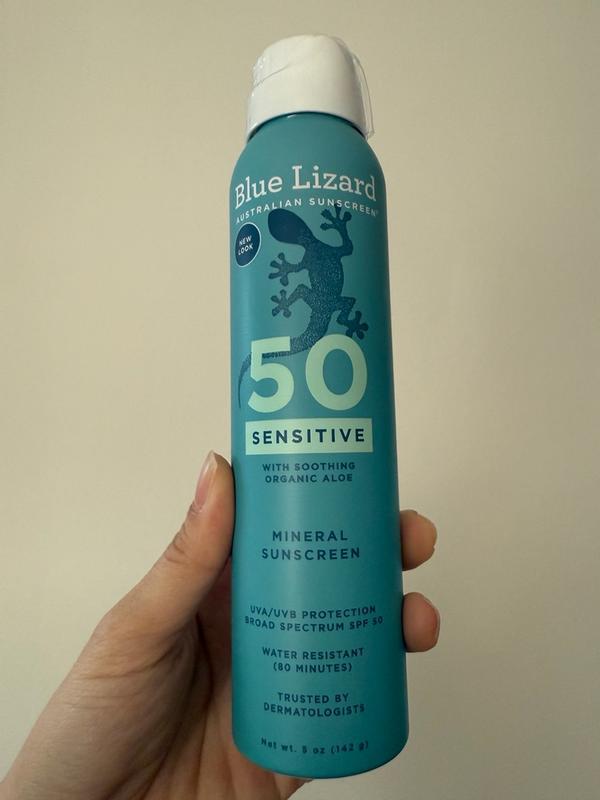 Blue Lizard
AUSTRALIAN SUNSCREEN®
NEW
LOOK
50
SENSITIVE
WITH SOOTHING
ORGANIC ALOE
MINERAL
SUNSCREEN
UVA/UVB PROTECTION
BROAD SPECTRUM SPF 50
WATER RESISTANT
(80 MINUTES)
TRUSTED BY
DERMATOLOGISTS
Net wt. 5 oz (142 g)